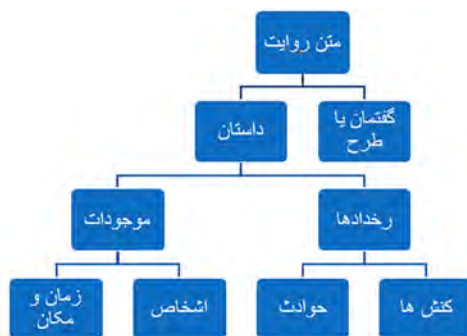 متن روایت
گفتمان یا
طرح
داستان
رخدادها
موجودات
کنش ها
حوادث
اشخاص
زمان و
مکان